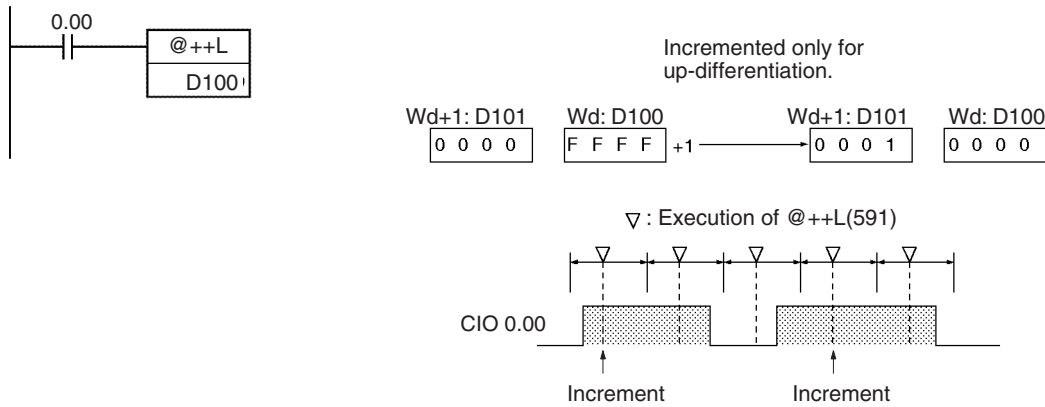 0.00
@++L
D100
Incremented only for
up-differentiation.
Wd+1: D101 Wd: D100 Wd+1: D101 Wd: D100
0 0 0 0 F F F F +1 0 0 0 1 0 0 0 0
▽ : Execution of @++L(591)
CIO 0.00
Increment Increment